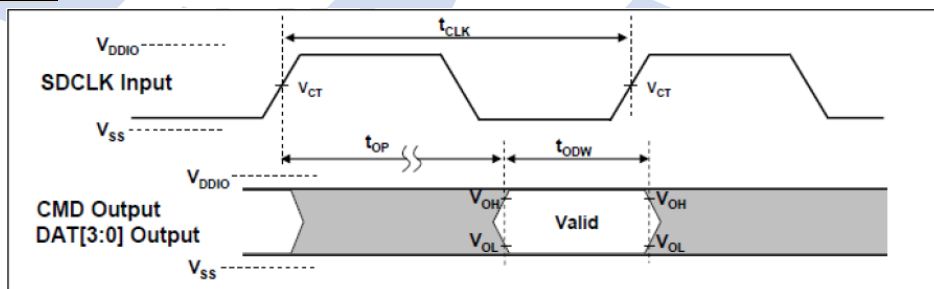 tCLK
VDDIO
SDCLK Input
VCT
VCT
VSS
tOP
tODW
VDDIO
CMD Output
DAT[3:0] Output
VOH
VOL
Valid
VOH
VOL
VSS